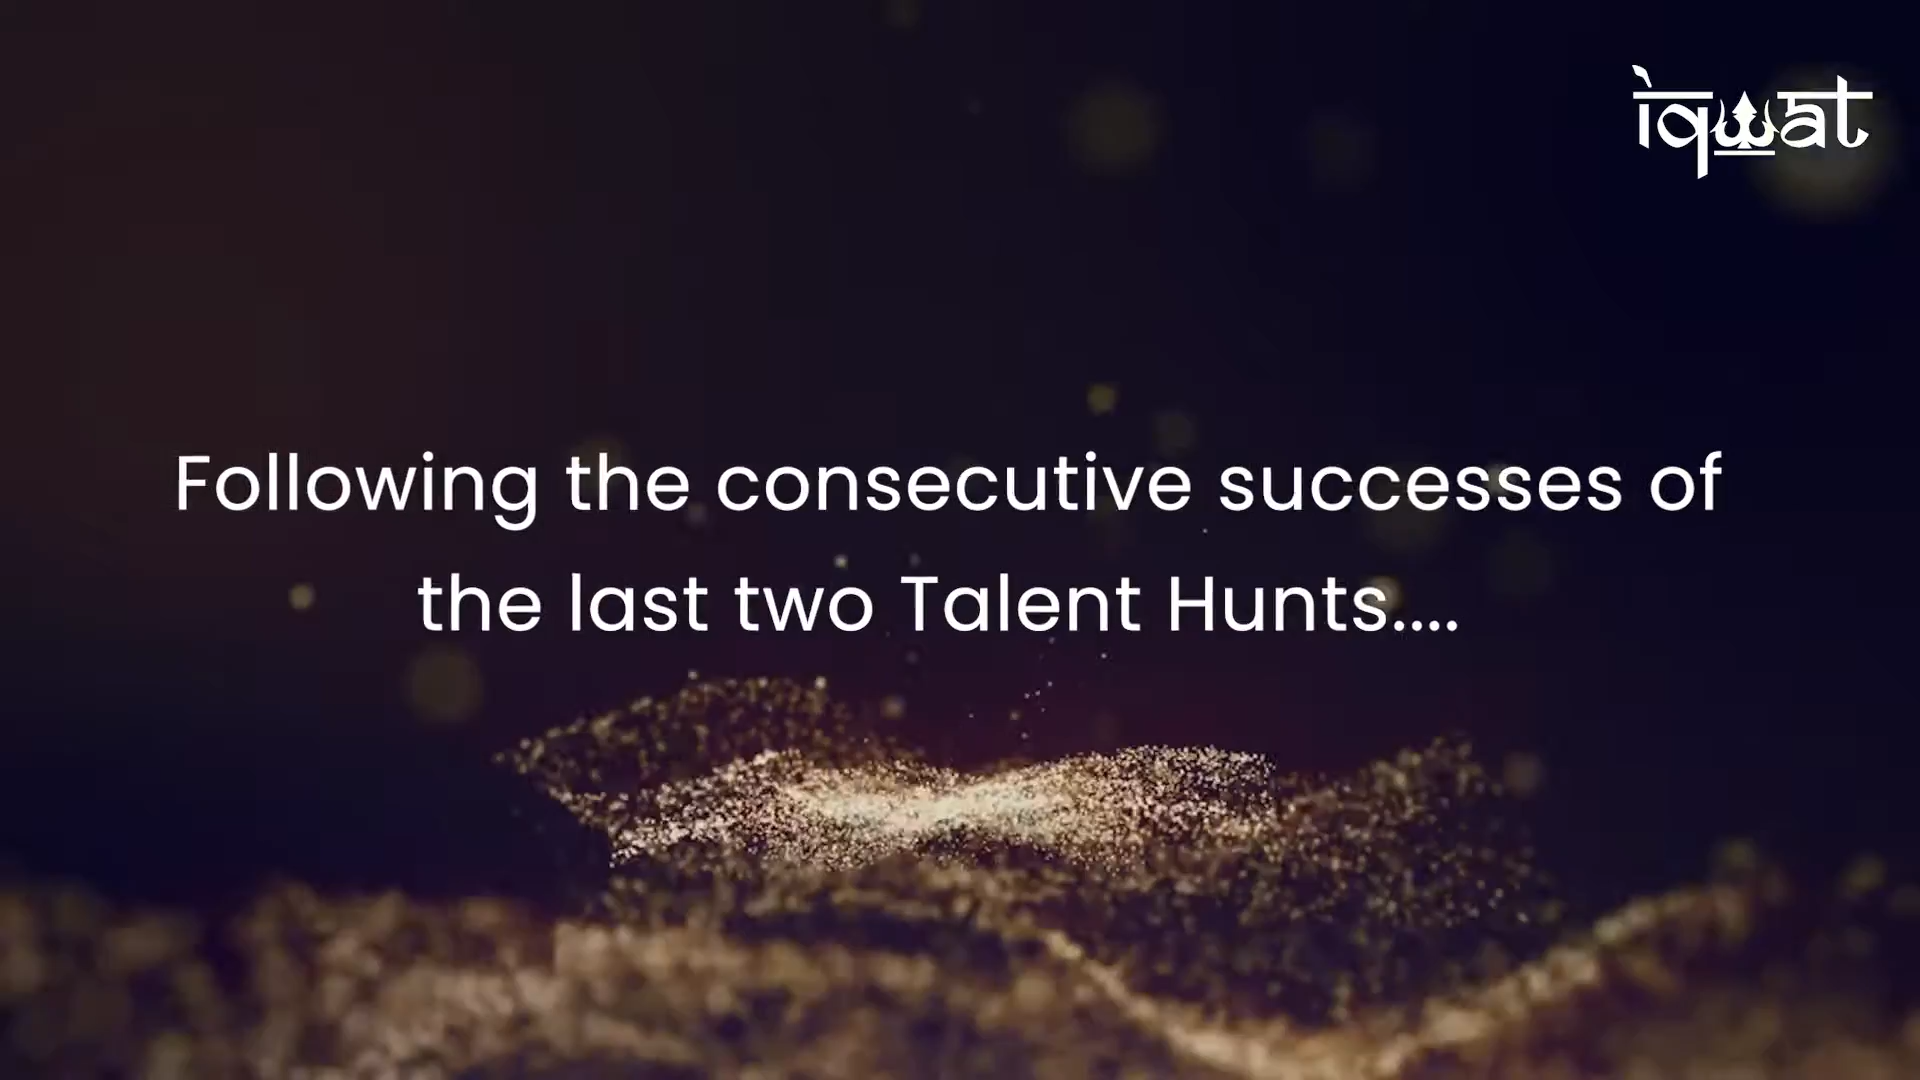 iqwat
Following the consecutive successes of
the last two Talent Hunts....